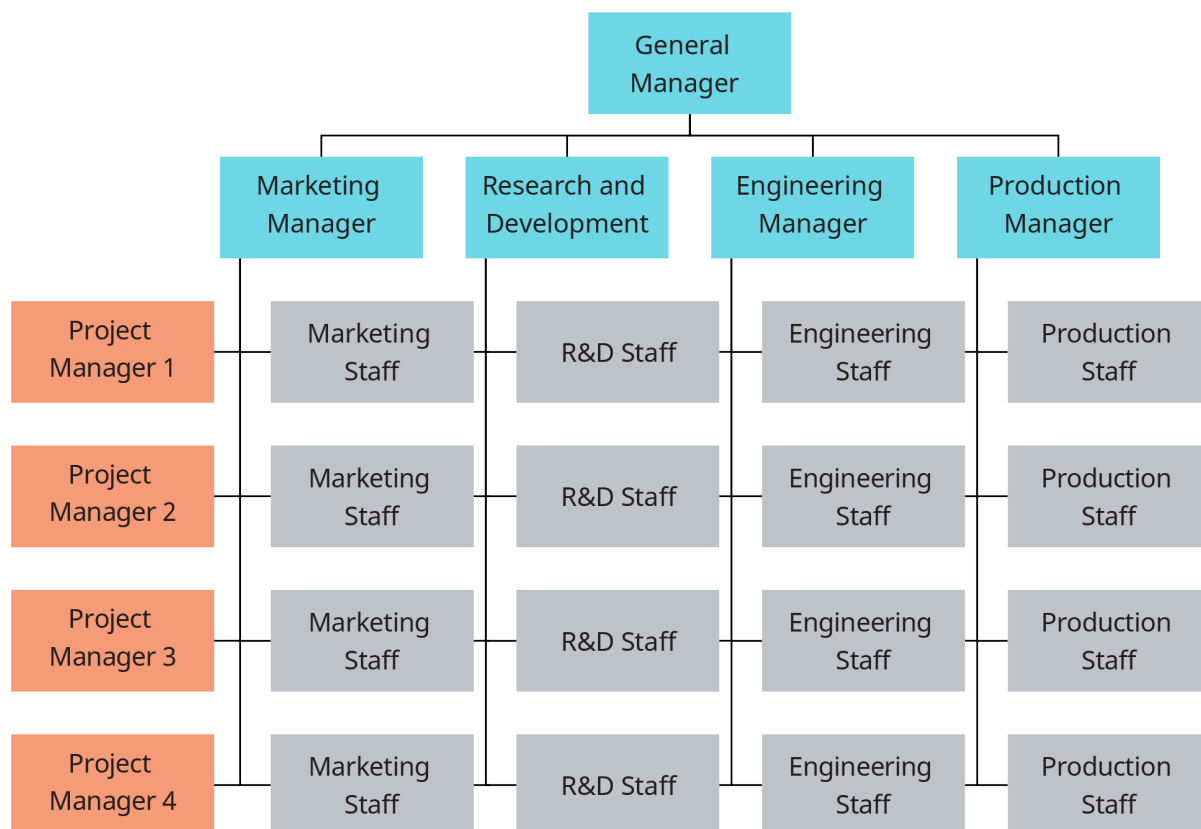 General
Manager
Marketing
Manager
Research and
Development
Engineering
Manager
Production
Manager
Project
Manager 1
Marketing
Staff
R&D Staff
Engineering
Staff
Production
Staff
Project
Manager 2
Marketing
Staff
R&D Staff
Engineering
Staff
Production
Staff
Project
Manager 3
Marketing
Staff
R&D Staff
Engineering
Staff
Production
Staff
Project
Manager 4
Marketing
Staff
R&D Staff
Engineering
Staff
Production
Staff